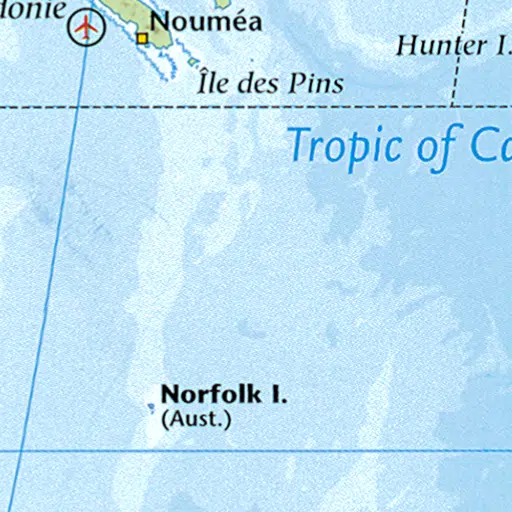 donie
Nouméa
Hunter I.
Île des Pins
Tropic of Ca
Norfolk I.
(Aust.)